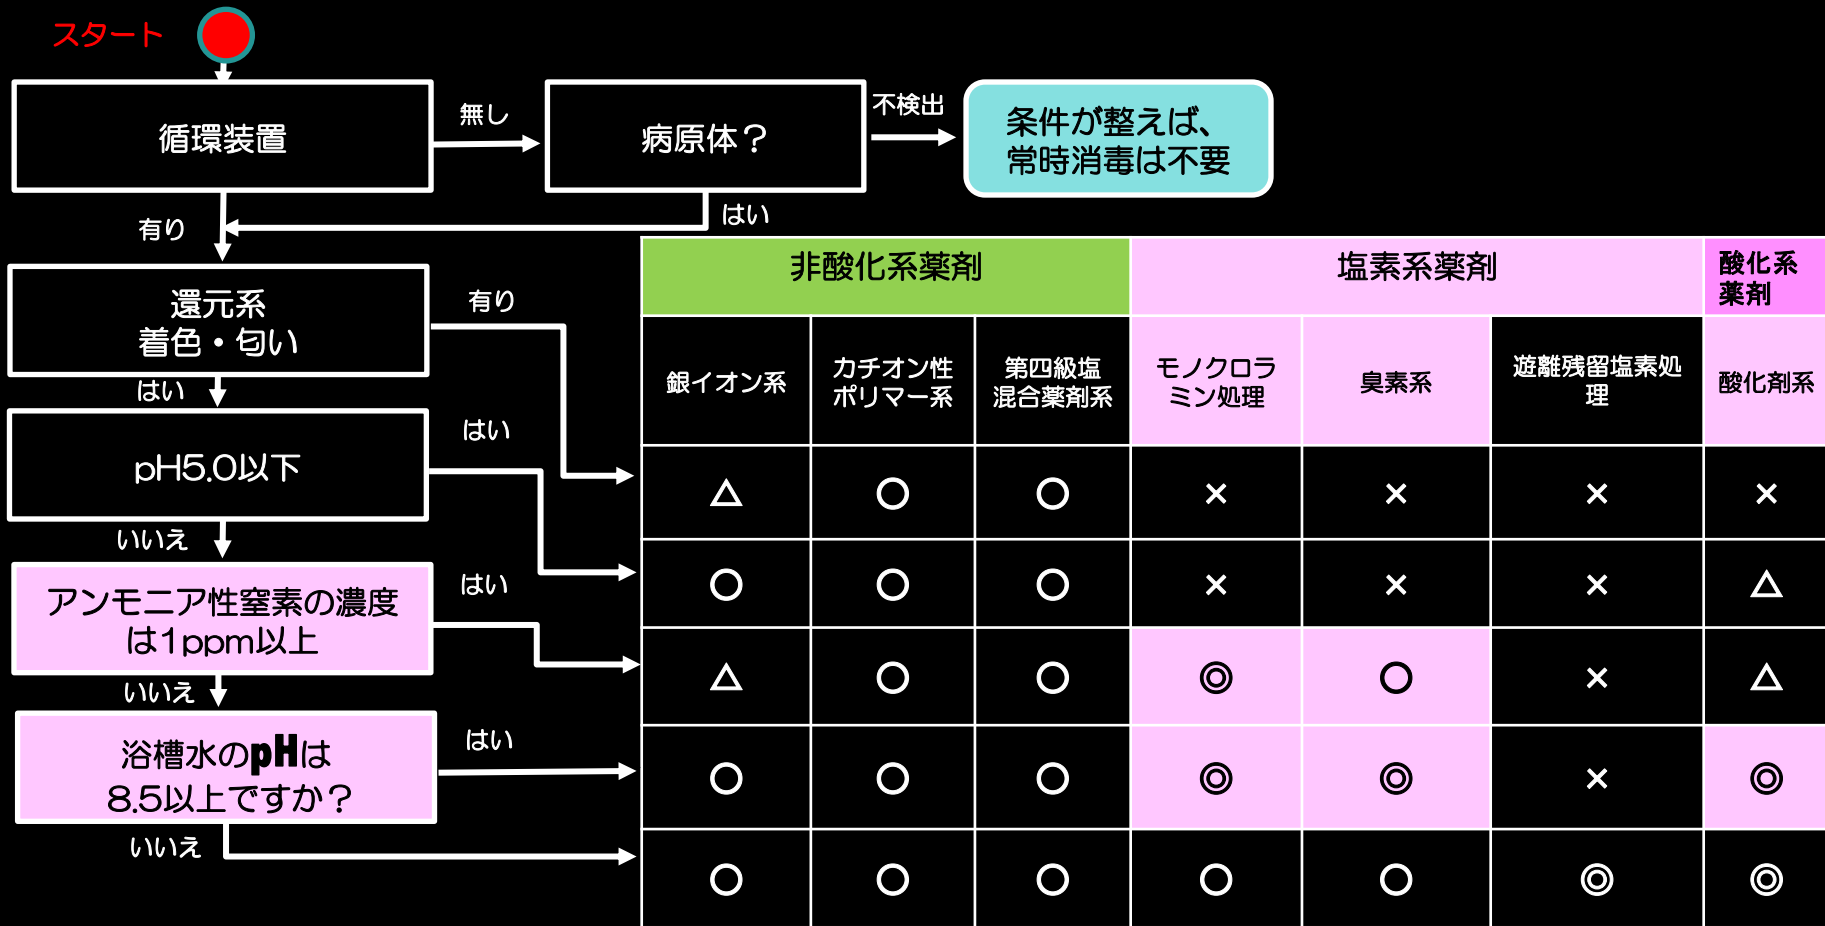 スタート
循環装置
無し
病原体？
不検出
条件が整えば、
常時消毒は不要
有り
はい
還元系
着色・匂い
有り
はい
pH5.0以下
はい
いいえ
アンモニア性窒素の濃度
は1ppm以上
はい
いいえ
浴槽水のpHは
8.5以上ですか？
はい
いいえ
非酸化系薬剤
塩素系薬剤
酸化系
薬剤
銀イオン系
カチオン性
ポリマー系
第四級塩
混合薬剤系
モノクロラ
ミン処理
臭素系
遊離残留塩素処
理
酸化剤系
△ ○ ○ × × × ×
○ ○ ○ × × × △
△ ○ ○ ◎ ○ × △
○ ○ ○ ◎ ◎ × ◎
○ ○ ○ ○ ○ ◎ ◎